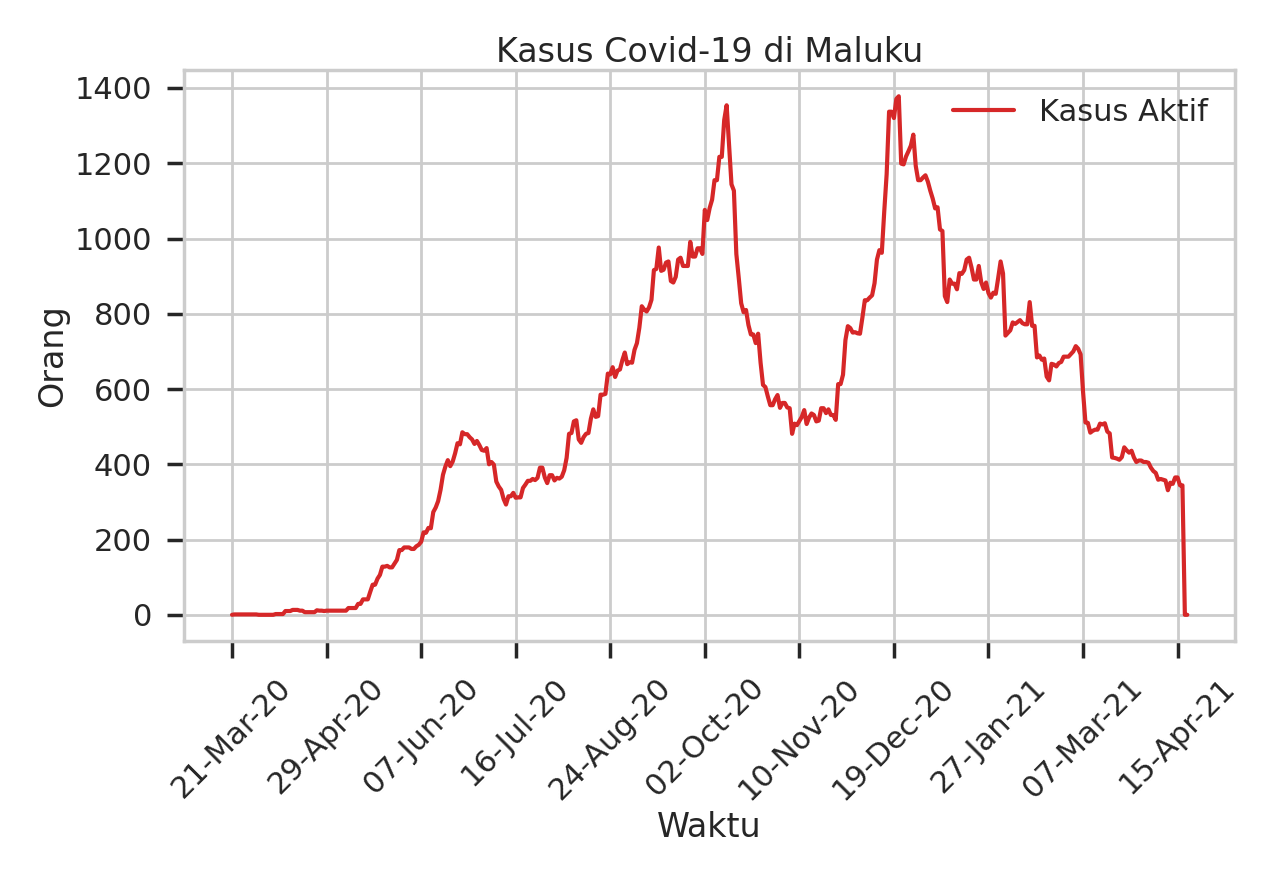 Kasus Covid-19 di Maluku
Kasus Aktif
Orang
1400
1200
1000
800
600
400
200
0
21-Mar-20
29-Apr-20
07-Jun-20
16-Jul-20
24-Aug-20
02-Oct-20
10-Nov-20
19-Dec-20
27-Jan-21
07-Mar-21
15-Apr-21
Waktu